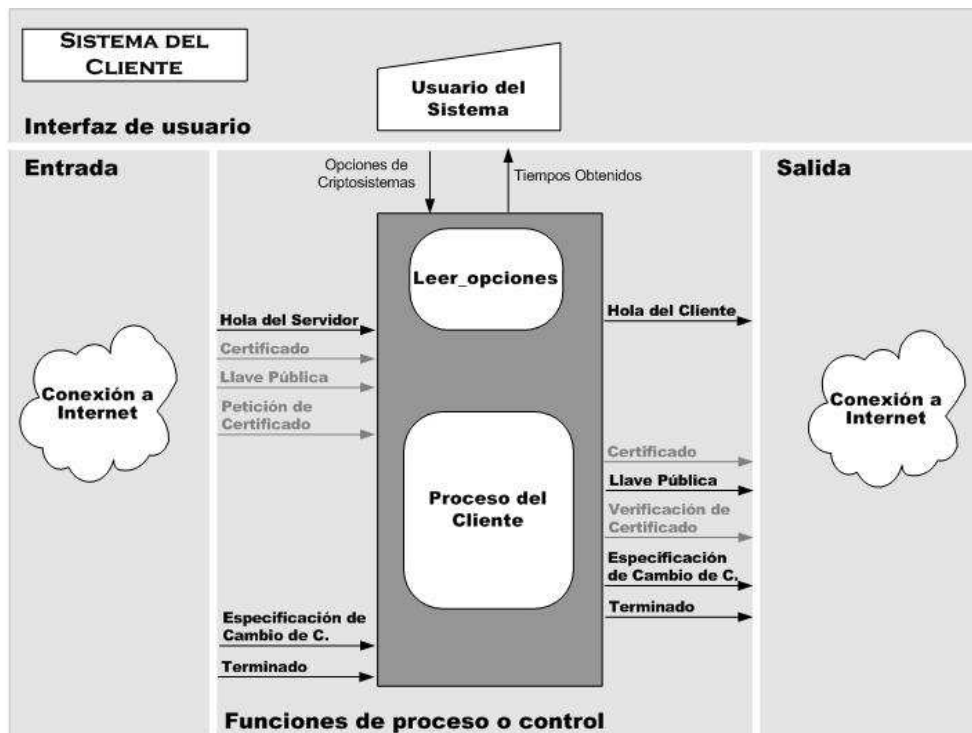 SISTEMA DEL
CLIENTE
Usuario del
Sistema
Interfaz de usuario
Entrada
Opciones de
Criptosistemas
Tiempos Obtenidos
Salida
Leer_opciones
Hola del Servidor
Certificado
Llave Pública
Petición de
Certificado
Hola del Cliente
Conexión a
Internet
Conexión a
Internet
Proceso del
Cliente
Certificado
Llave Pública
Verificación de
Certificado
Especificación
de Cambio de C.
Terminado
Especificación de
Cambio de C.
Terminado
Funciones de proceso o control